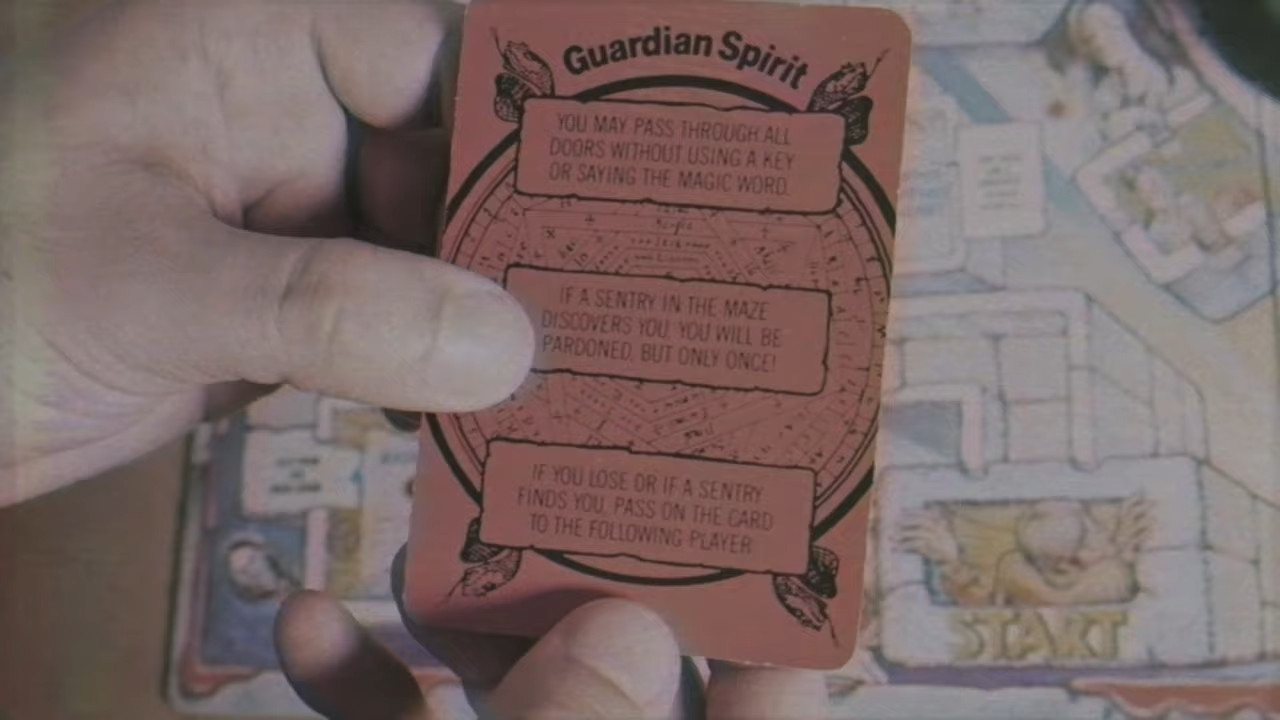 Guardian Spirit
YOU MAY PASS THROUGH ALL
DOORS WITHOUT USING A KEY
OR SAYING THE MAGIC WORD.
IF A SENTRY IN THE MAZE
DISCOVERS YOU, YOU WILL BE
PARDONED, BUT ONLY ONCE!
IF YOU LOSE OR IF A SENTRY
FINDS YOU, PASS ON THE CARD
TO THE FOLLOWING PLAYER
START